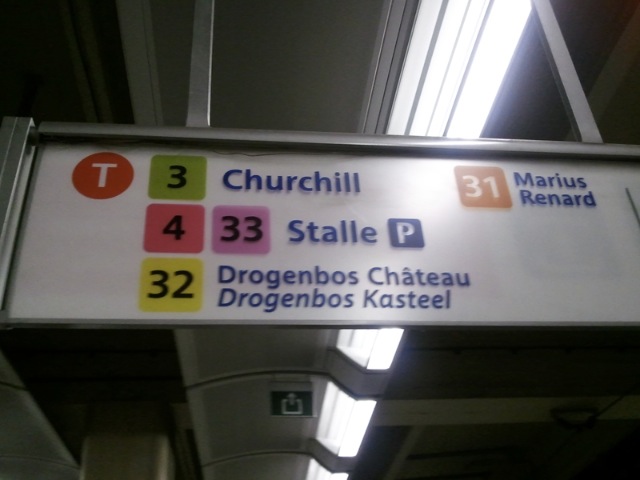 T 3 Churchill 31 Marius Renard
4 33 Stalle P
32 Drogenbos Château
Drogenbos Kasteel